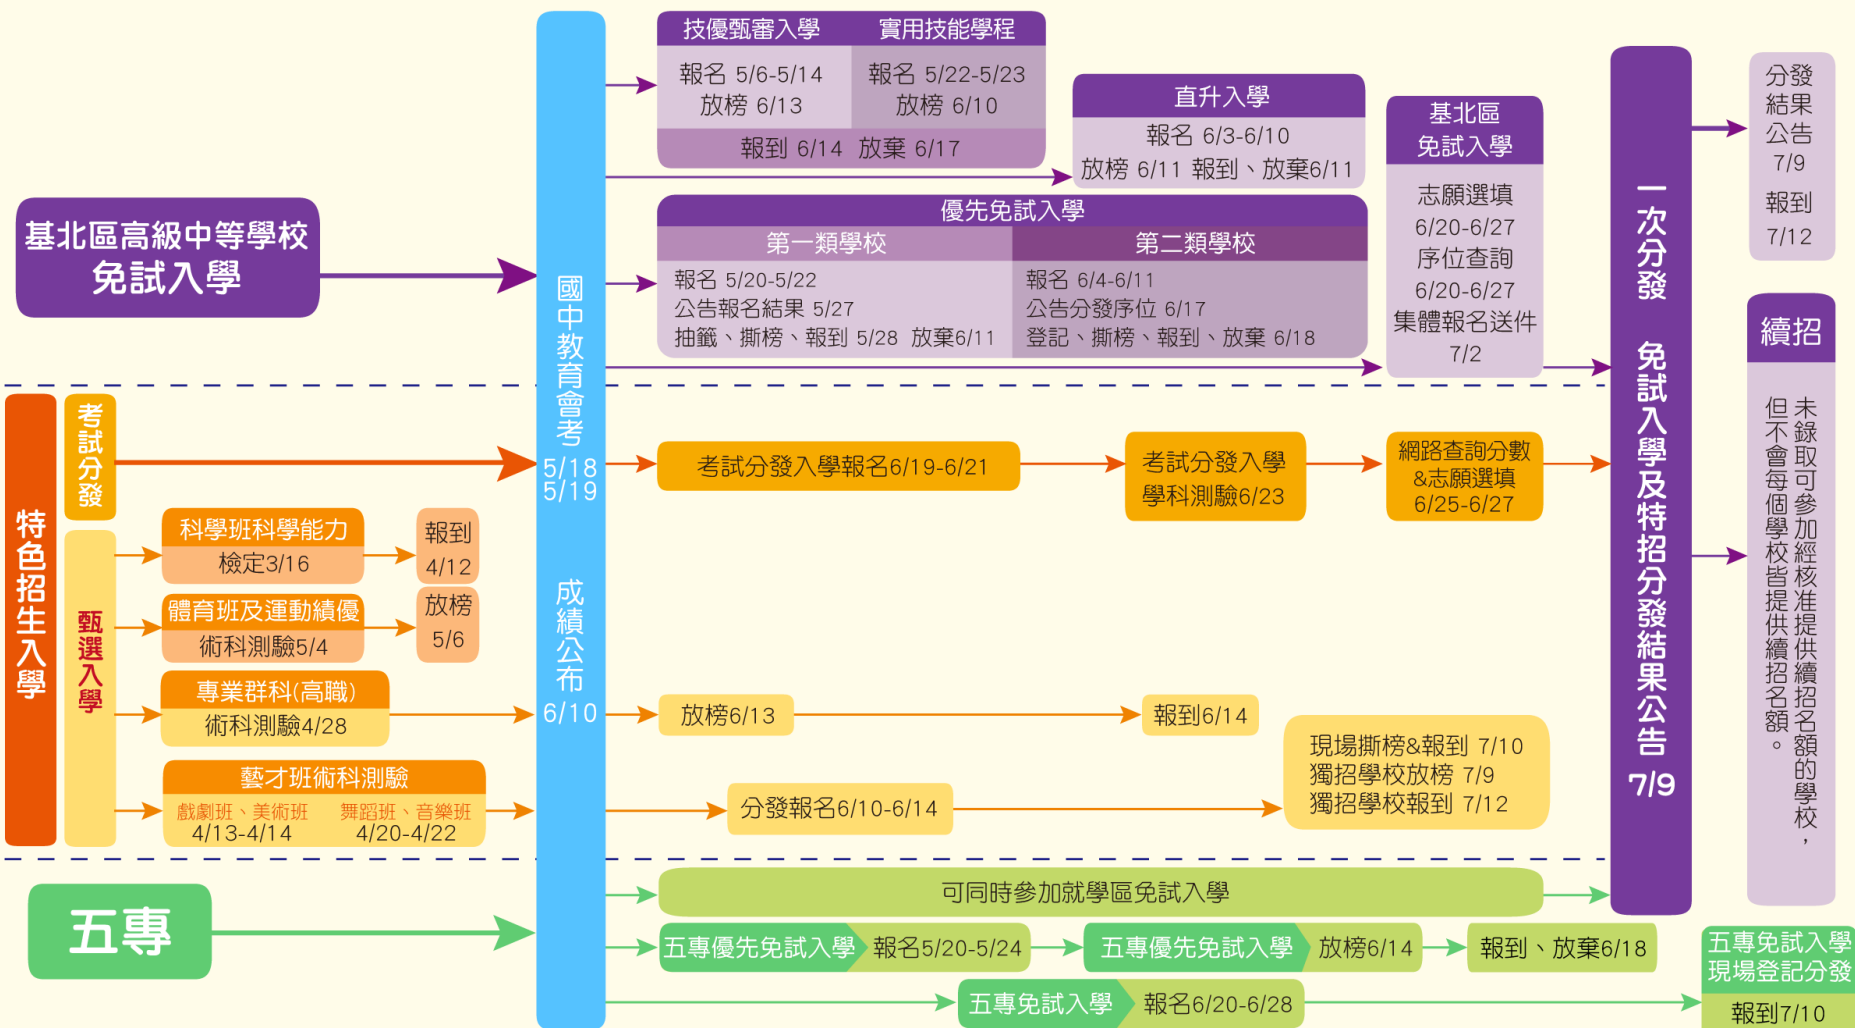 基北區高級中等學校
免試入學
國中教育會考
5/18
5/19
成績公布
6/10
技優甄審入學
報名 5/6-5/14
放榜 6/13
實用技能學程
報名 5/22-5/23
放榜 6/10
報到 6/14 放棄 6/17
直升入學
報名 6/3-6/10
放榜 6/11 報到、放棄6/11
優先免試入學
第一類學校
報名 5/20-5/22
公告報名結果 5/27
抽籤、撕榜、報到 5/28 放棄6/11
第二類學校
報名 6/4-6/11
公告分發序位 6/17
登記、撕榜、報到、放棄 6/18
基北區
免試入學
志願選填
6/20-6/27
序位查詢
6/20-6/27
集體報名送件
7/2
一次分發 免試入學及特招分發結果公告
7/9
分發
結果
公告
7/9
報到
7/12
續招
未錄取可參加經核准提供續招名額的學校，
但不會每個學校皆提供續招名額。
特色招生入學
考試分發
考試分發入學報名6/19-6/21
考試分發入學
學科測驗6/23
網路查詢分數
&志願選填
6/25-6/27
甄選入學
科學班科學能力
檢定3/16
報到
4/12
體育班及運動績優
術科測驗5/4
放榜
5/6
專業群科(高職)
術科測驗4/28
放榜6/13
報到6/14
藝才班術科測驗
戲劇班、美術班
4/13-4/14
舞蹈班、音樂班
4/20-4/22
分發報名6/10-6/14
現場撕榜&報到 7/10
獨招學校放榜 7/9
獨招學校報到 7/12
五專
可同時參加就學區免試入學
五專優先免試入學 報名5/20-5/24
五專優先免試入學 放榜6/14
報到、放棄6/18
五專免試入學 報名6/20-6/28
五專免試入學
現場登記分發
報到7/10